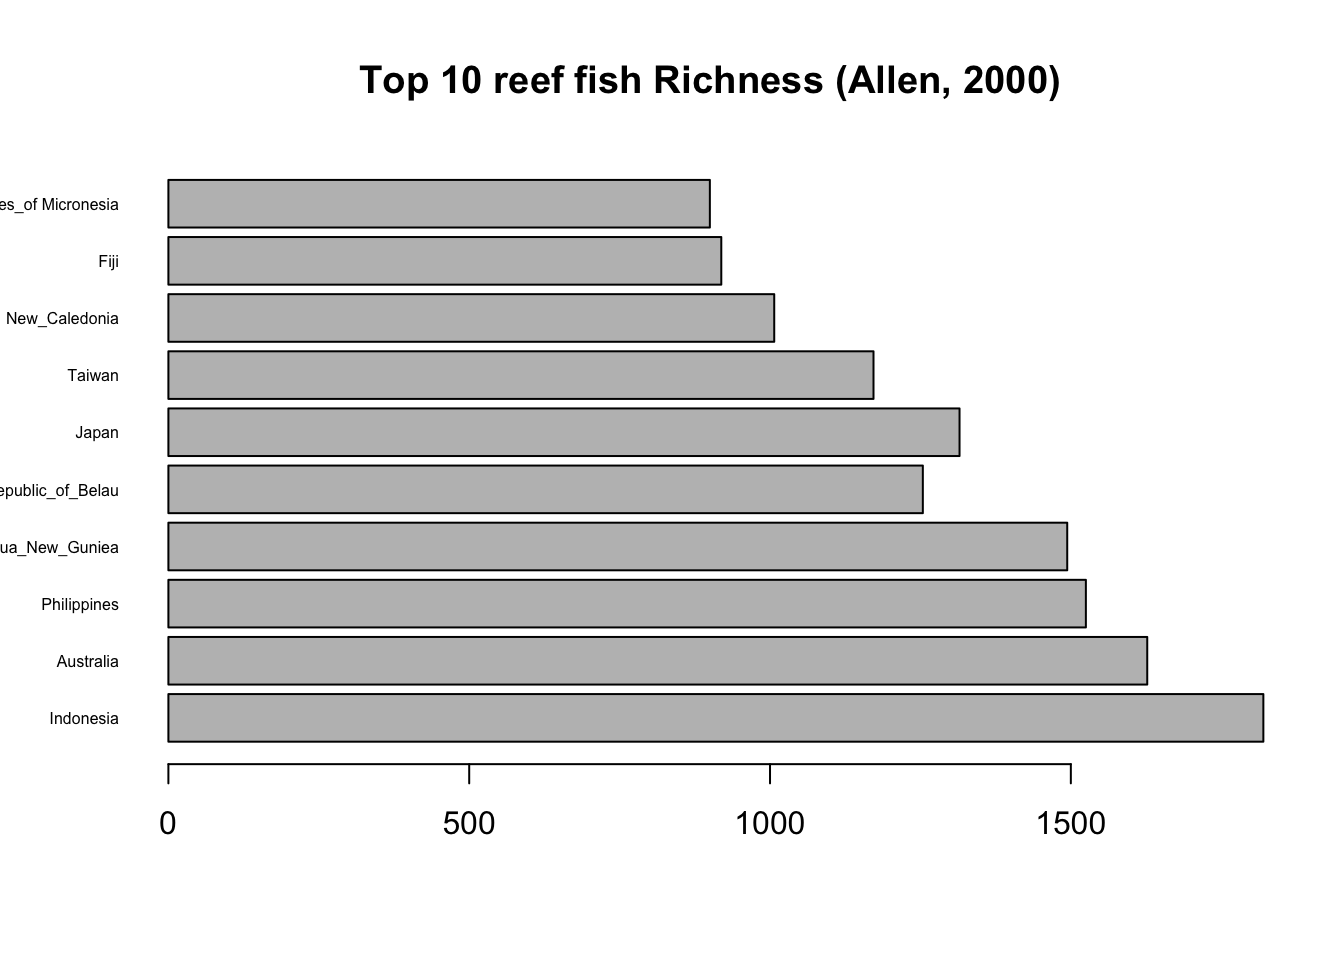 Top 10 reef fish Richness (Allen, 2000)
es_of Micronesia
Fiji
New_Caledonia
Taiwan
Japan
epublic_of_Belau
ua_New_Guniea
Philippines
Australia
Indonesia
0 500 1000 1500